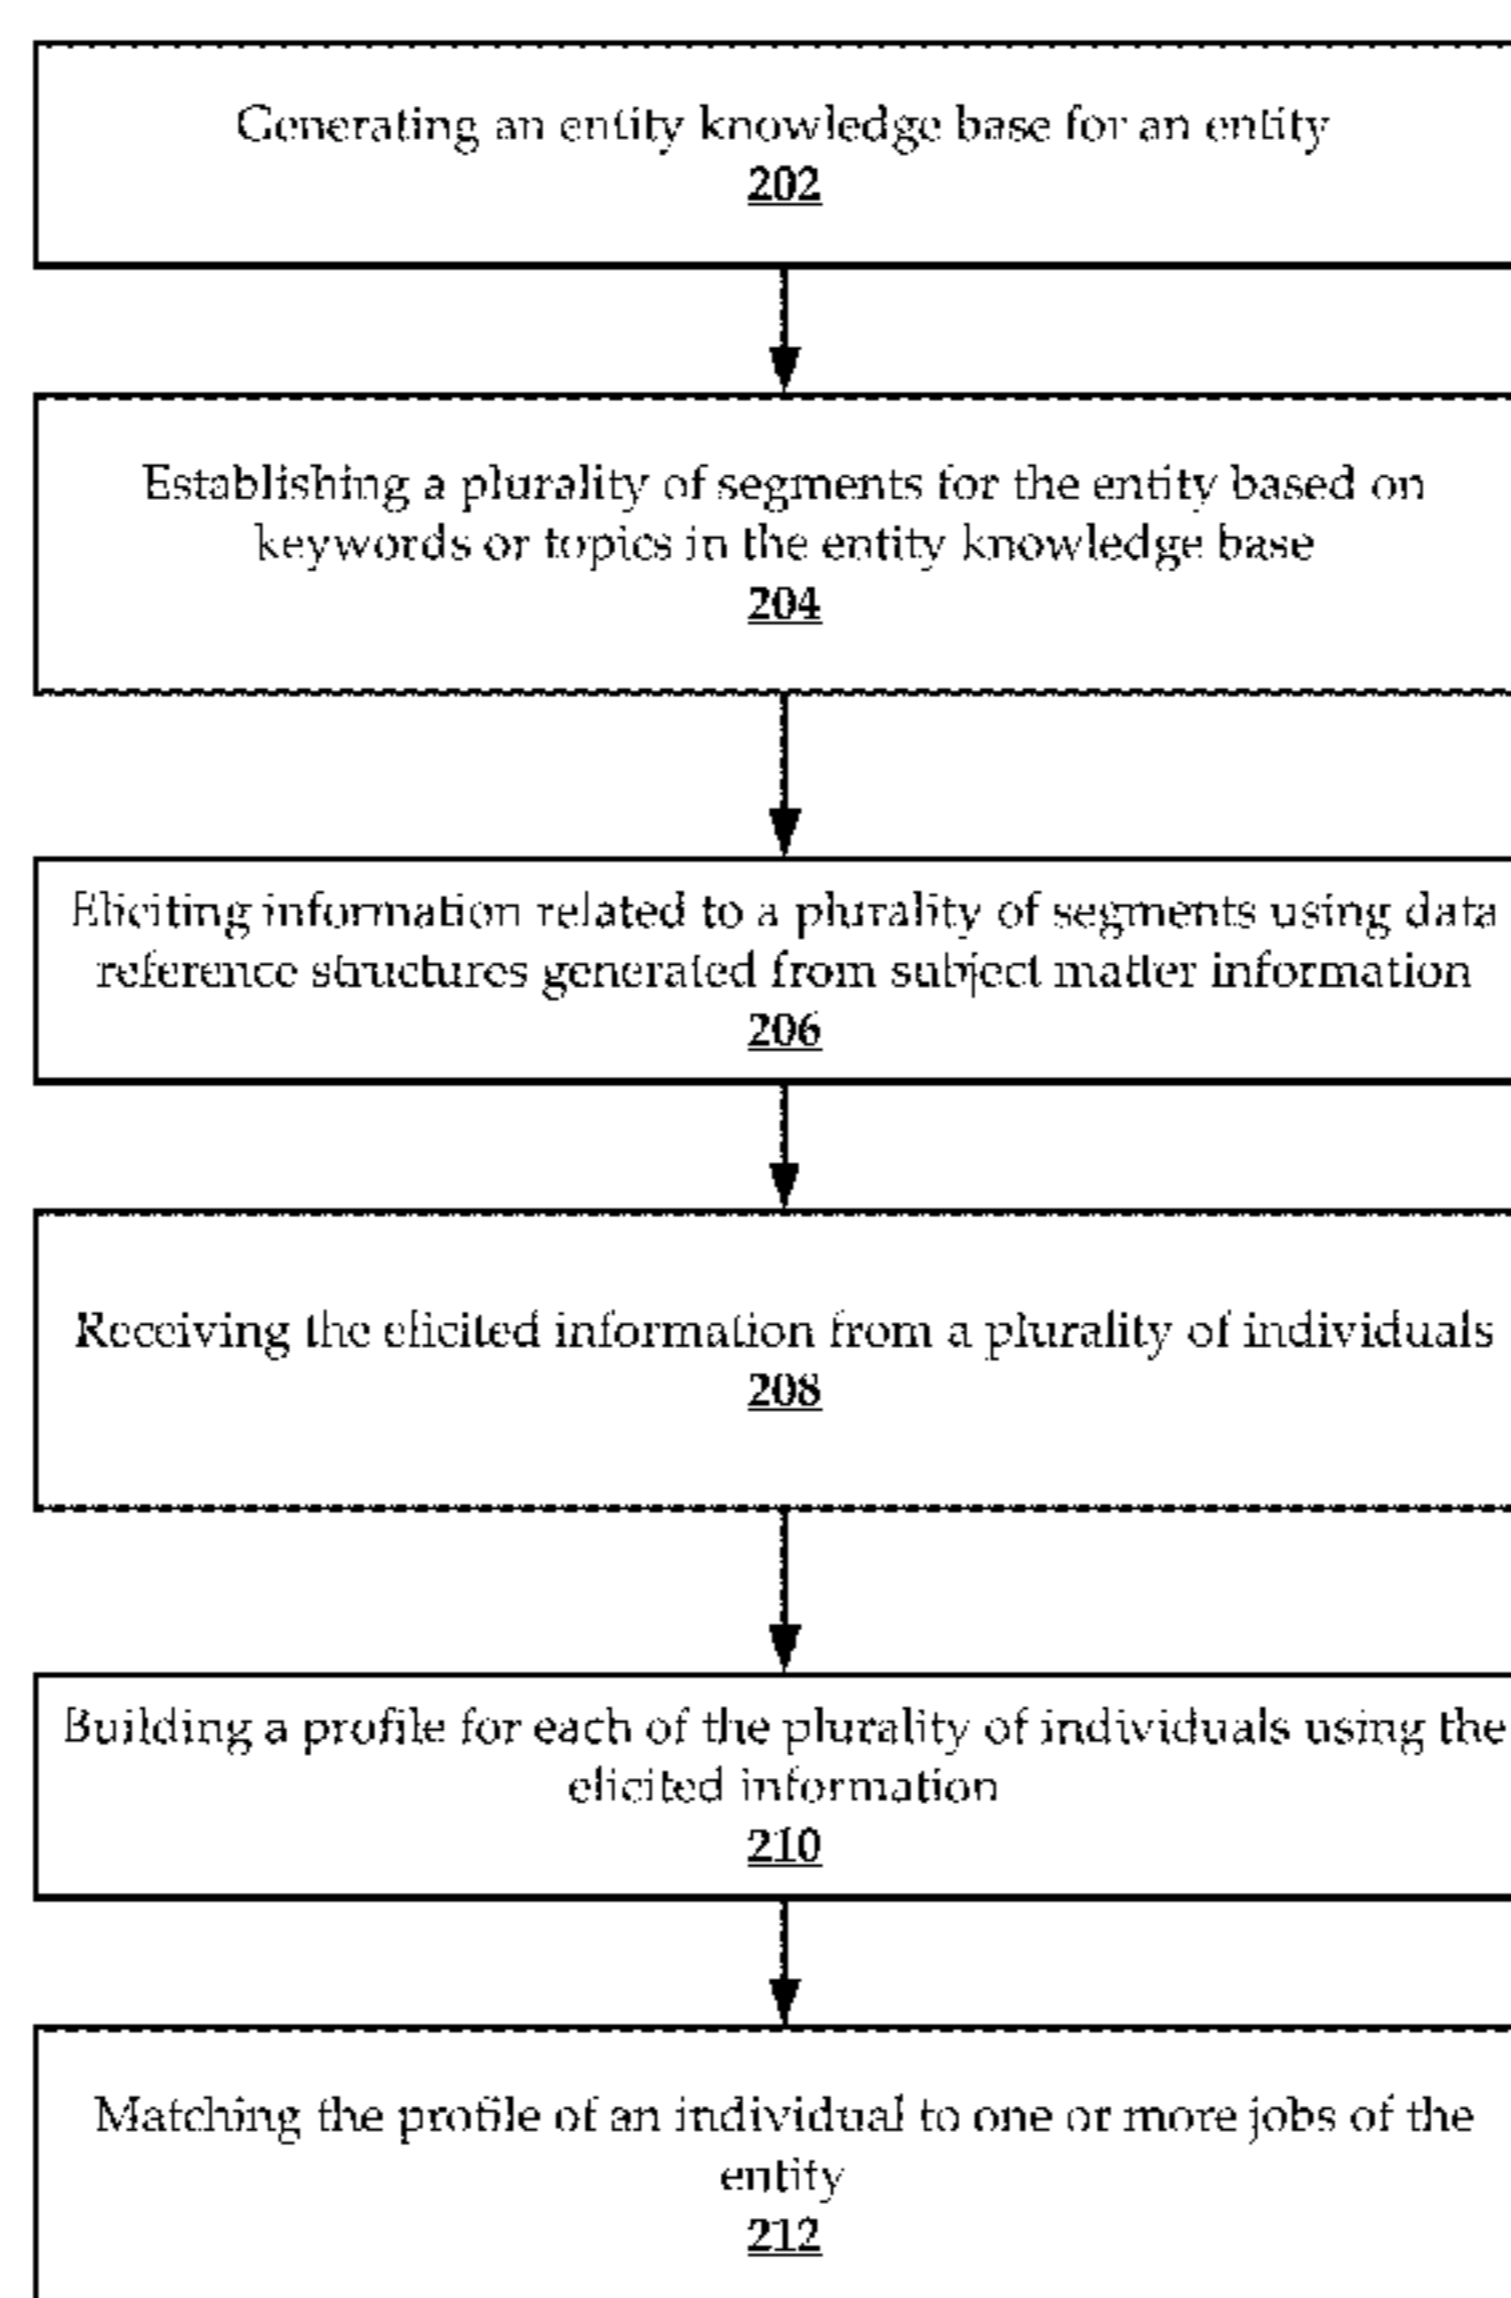 Generating an entity knowledge base for an entity
202
Establishing a plurality of segments for the entity based on
keywords or topics in the entity knowledge base
204
Eliciting information related to a plurality of segments using data
reference structures generated from subject matter information
206
Receiving the elicited information from a plurality of individuals
208
Building a profile for each of the plurality of individuals using the
elicited information
210
Matching the profile of an individual to one or more jobs of the
entity
212